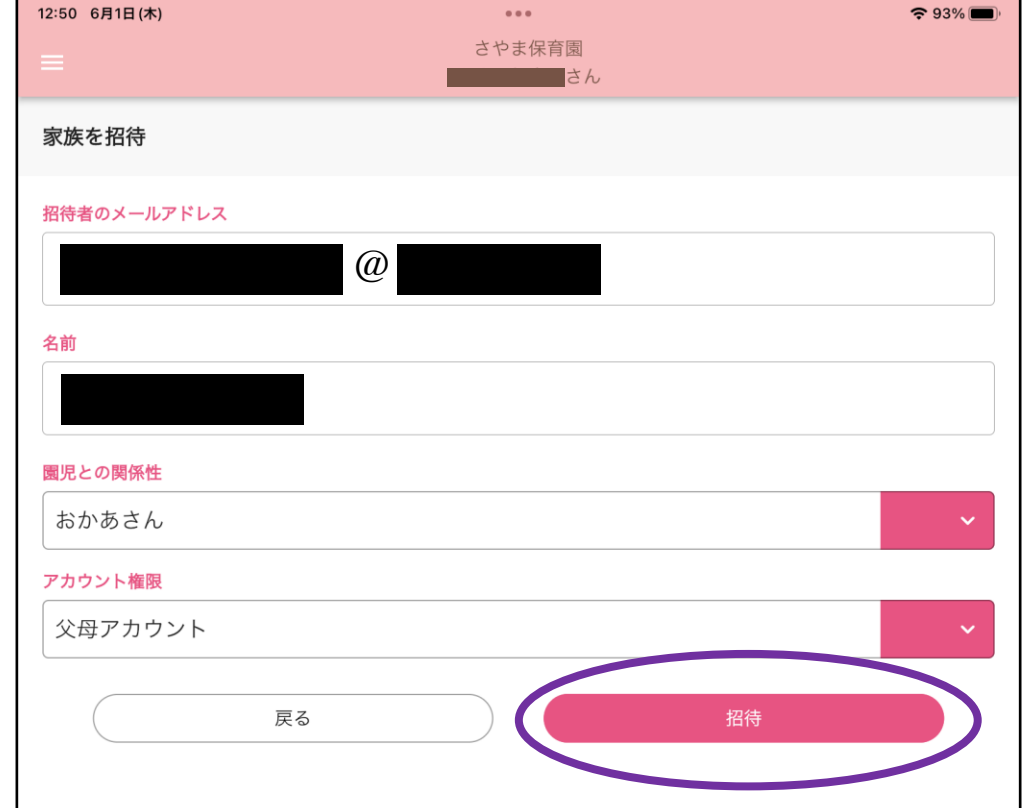 12:50 6月1日(木) 93%
さやま保育園
さん
家族を招待
招待者のメールアドレス
@
名前
園児との関係性
おかあさん
アカウント権限
父母アカウント
戻る 招待